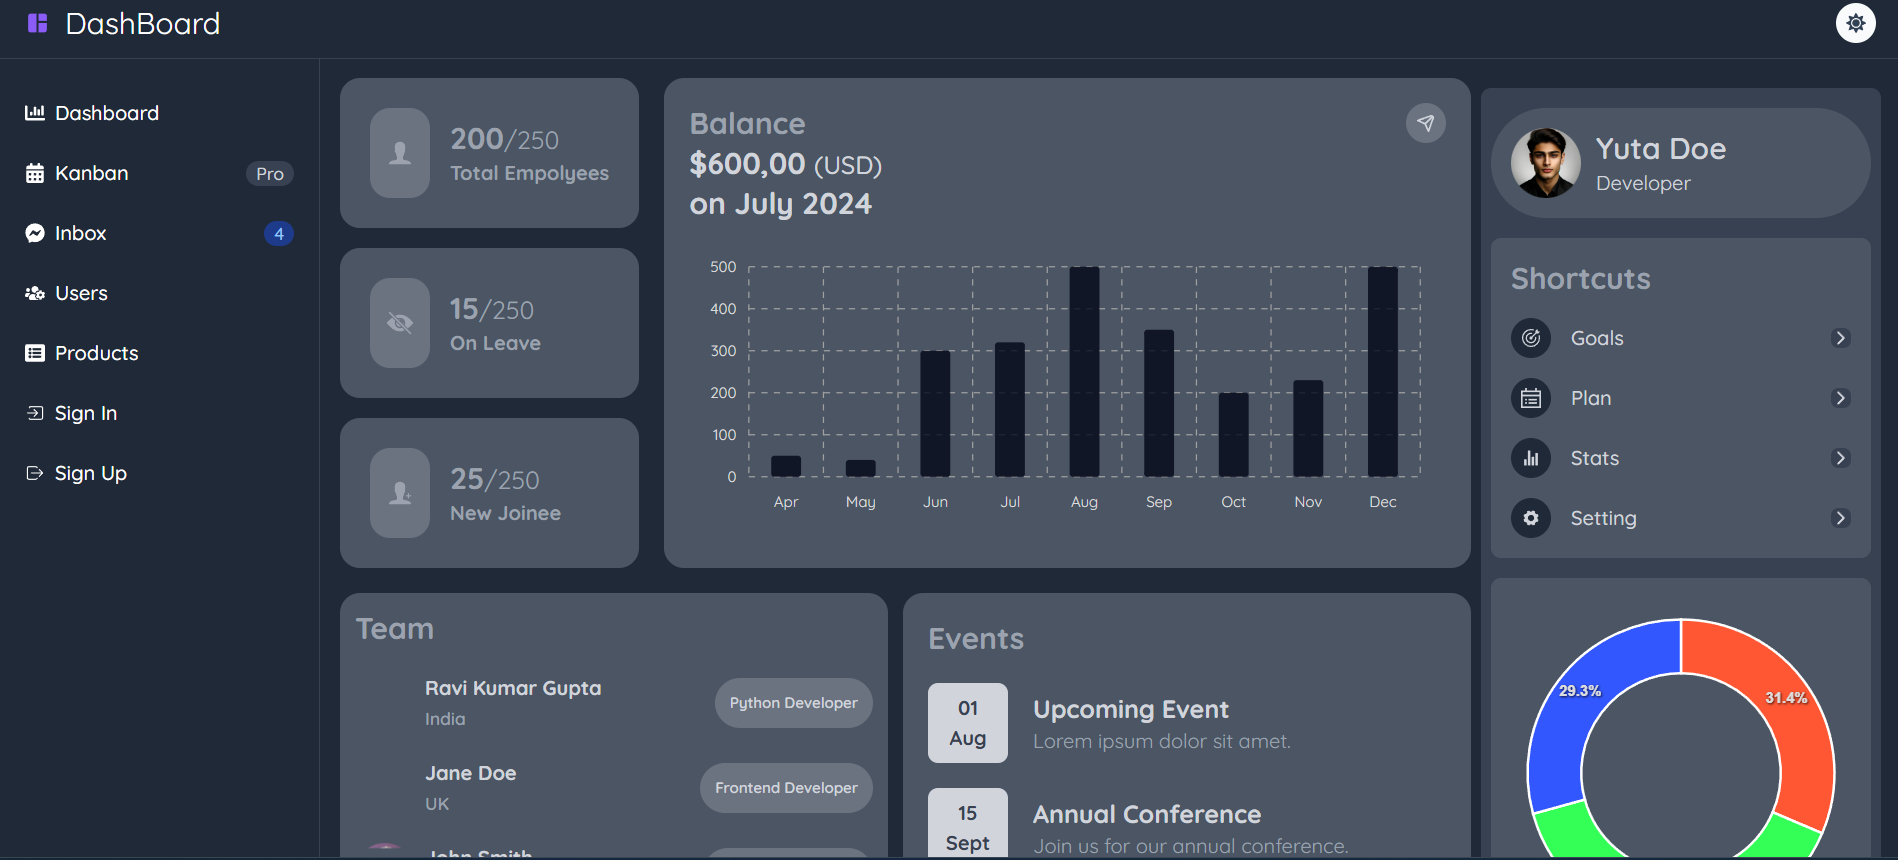 DashBoard
Dashboard
Kanban
Pro
Inbox
4
Users
Products
Sign In
Sign Up
200/250
Total Empolyees
15/250
On Leave
25/250
New Joinee
Balance
$600,00 (USD)
on July 2024
500
400
300
200
100
0
Apr May Jun Jul Aug Sep Oct Nov Dec
Team
Ravi Kumar Gupta
India
Python Developer
Jane Doe
UK
Frontend Developer
John Smith
Events
01
Aug
Upcoming Event
Lorem ipsum dolor sit amet.
15
Sept
Annual Conference
Join us for our annual conference.
Yuta Doe
Developer
Shortcuts
Goals
Plan
Stats
Setting
29.3%
31.4%